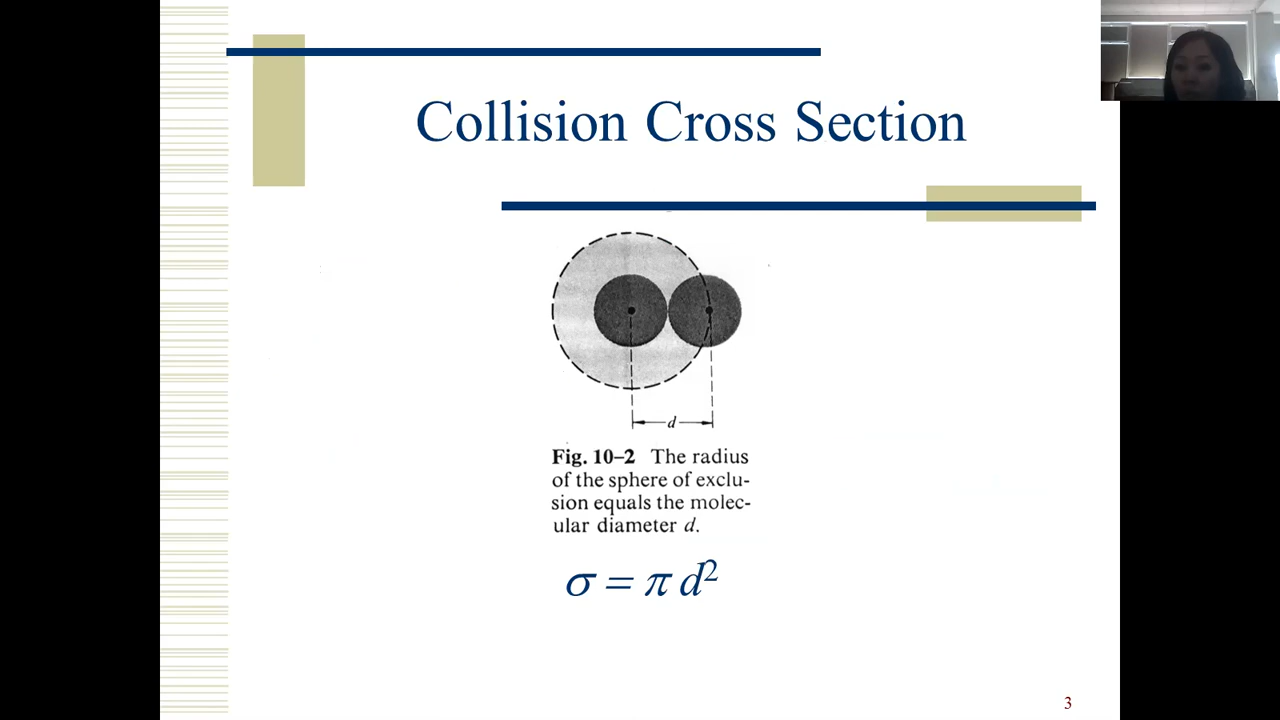 Collision Cross Section
d
Fig. 10–2 The radius
of the sphere of exclu-
sion equals the molec-
ular diameter d.
σ = π d²
3